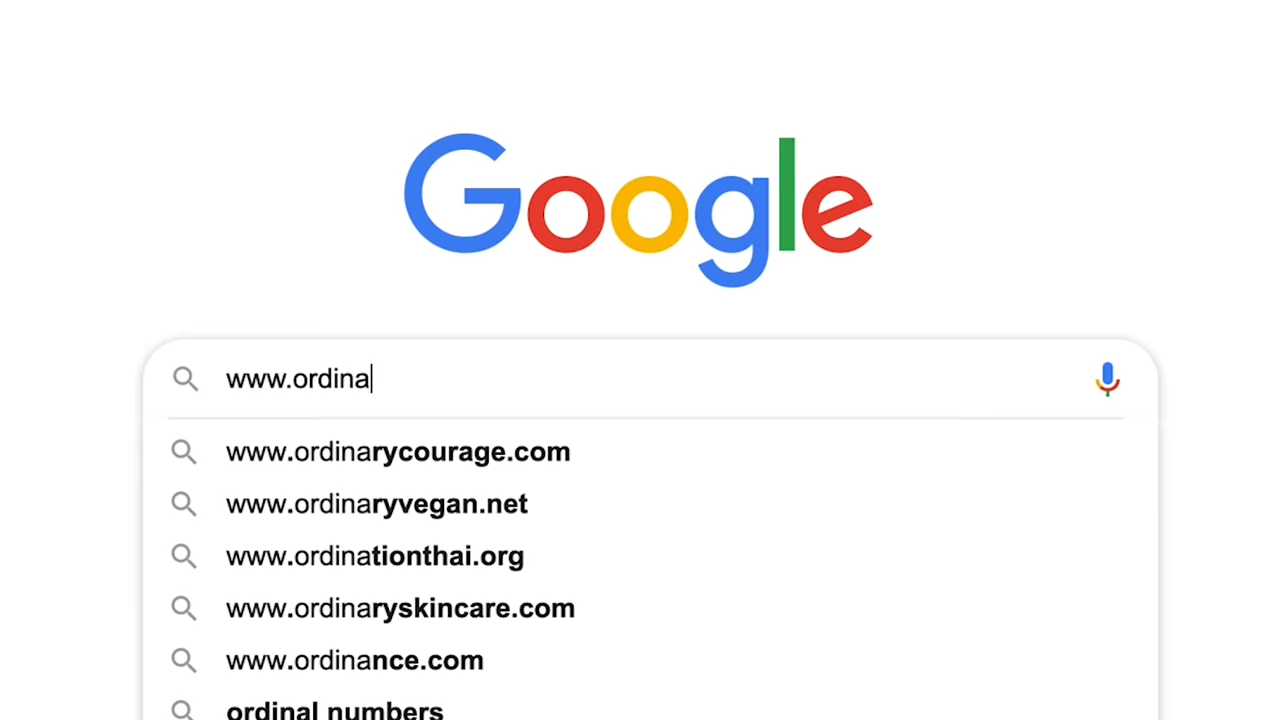 Google
www.ordina
www.ordinarycourage.com
www.ordinaryvegan.net
www.ordinationthai.org
www.ordinaryskincare.com
www.ordinance.com
ordinal numbers